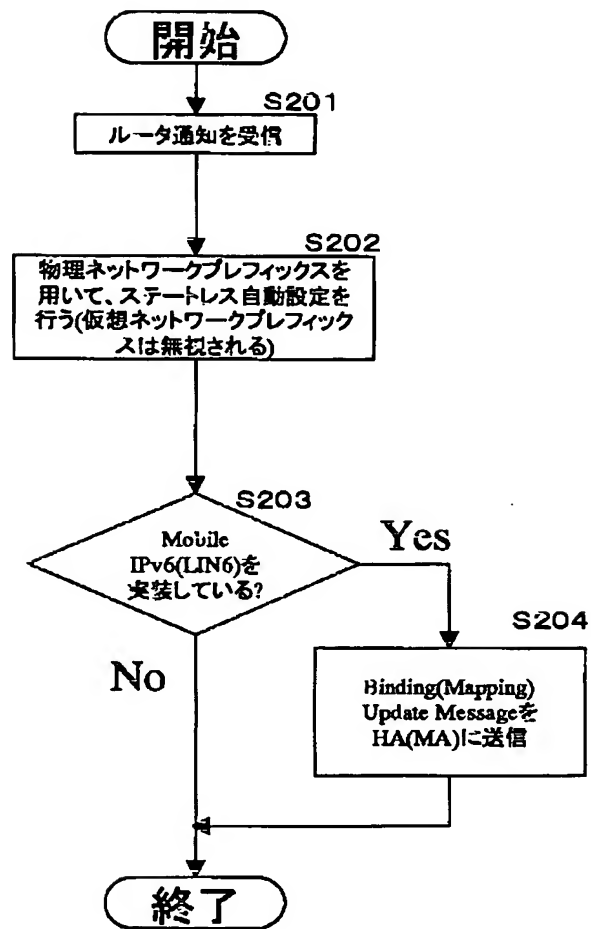 開始
S201
ルータ通知を受信
S202
物理ネットワークプレフィックスを
用いて、ステートレス自動設定を
行う(仮想ネットワークプレフィック
スは無視される)
S203
Mobile
IPv6(LIN6)を
実装している?
Yes
S204
No
Binding(Mapping)
Update Messageを
HA(MA)に送信
終了